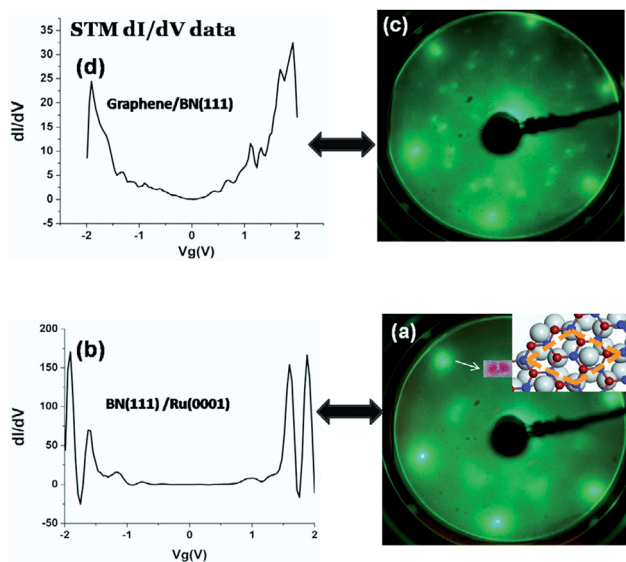 STM dI/dV data
(d)
Graphene/BN(111)
dI/dV
35
30
25
20
15
10
5
0
-2
-1
0
1
2
Vg(V)
(c)
(b)
BN(111) /Ru(0001)
dI/dV
200
150
100
50
0
-50
-2
-1
0
1
2
Vg(V)
(a)